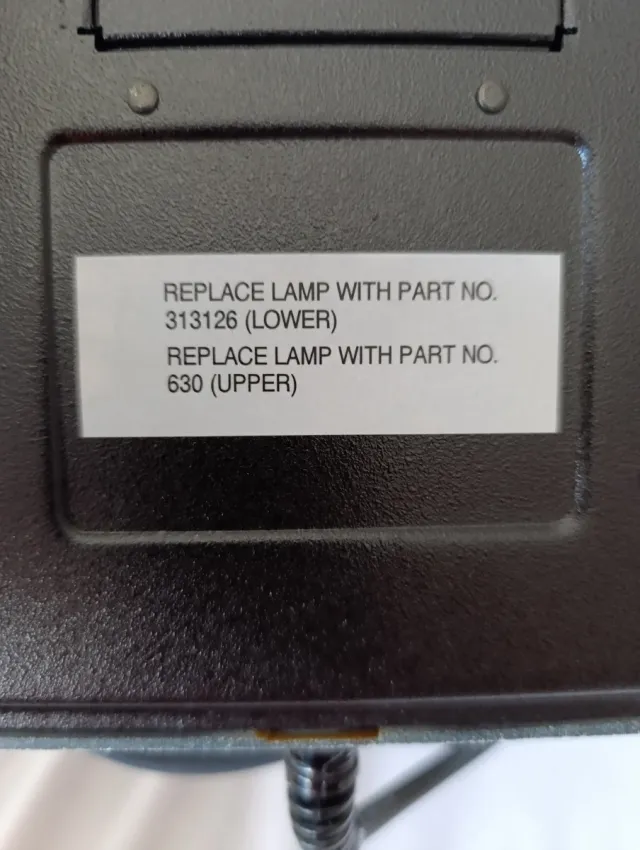 REPLACE LAMP WITH PART NO.
313126 (LOWER)
REPLACE LAMP WITH PART NO.
630 (UPPER)